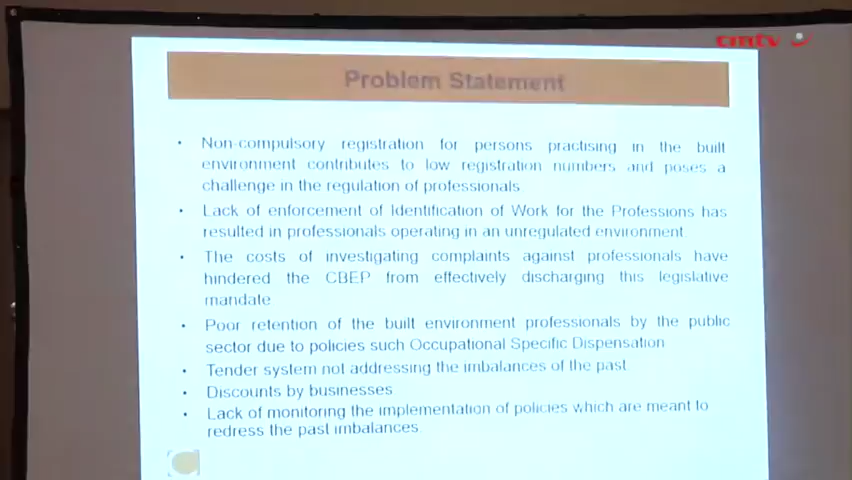 cntv
Problem Statement
• Non-compulsory registration for persons practising in the built
environment contributes to low registration numbers and poses a
challenge in the regulation of professionals
• Lack of enforcement of Identification of Work for the Professions has
resulted in professionals operating in an unregulated environment
• The costs of investigating complaints against professionals have
hindered the CBEP from effectively discharging this legislative
mandate
• Poor retention of the built environment professionals by the public
sector due to policies such Occupational Specific Dispensation
• Tender system not addressing the imbalances of the past
• Discounts by businesses
• Lack of monitoring the implementation of policies which are meant to
redress the past imbalances